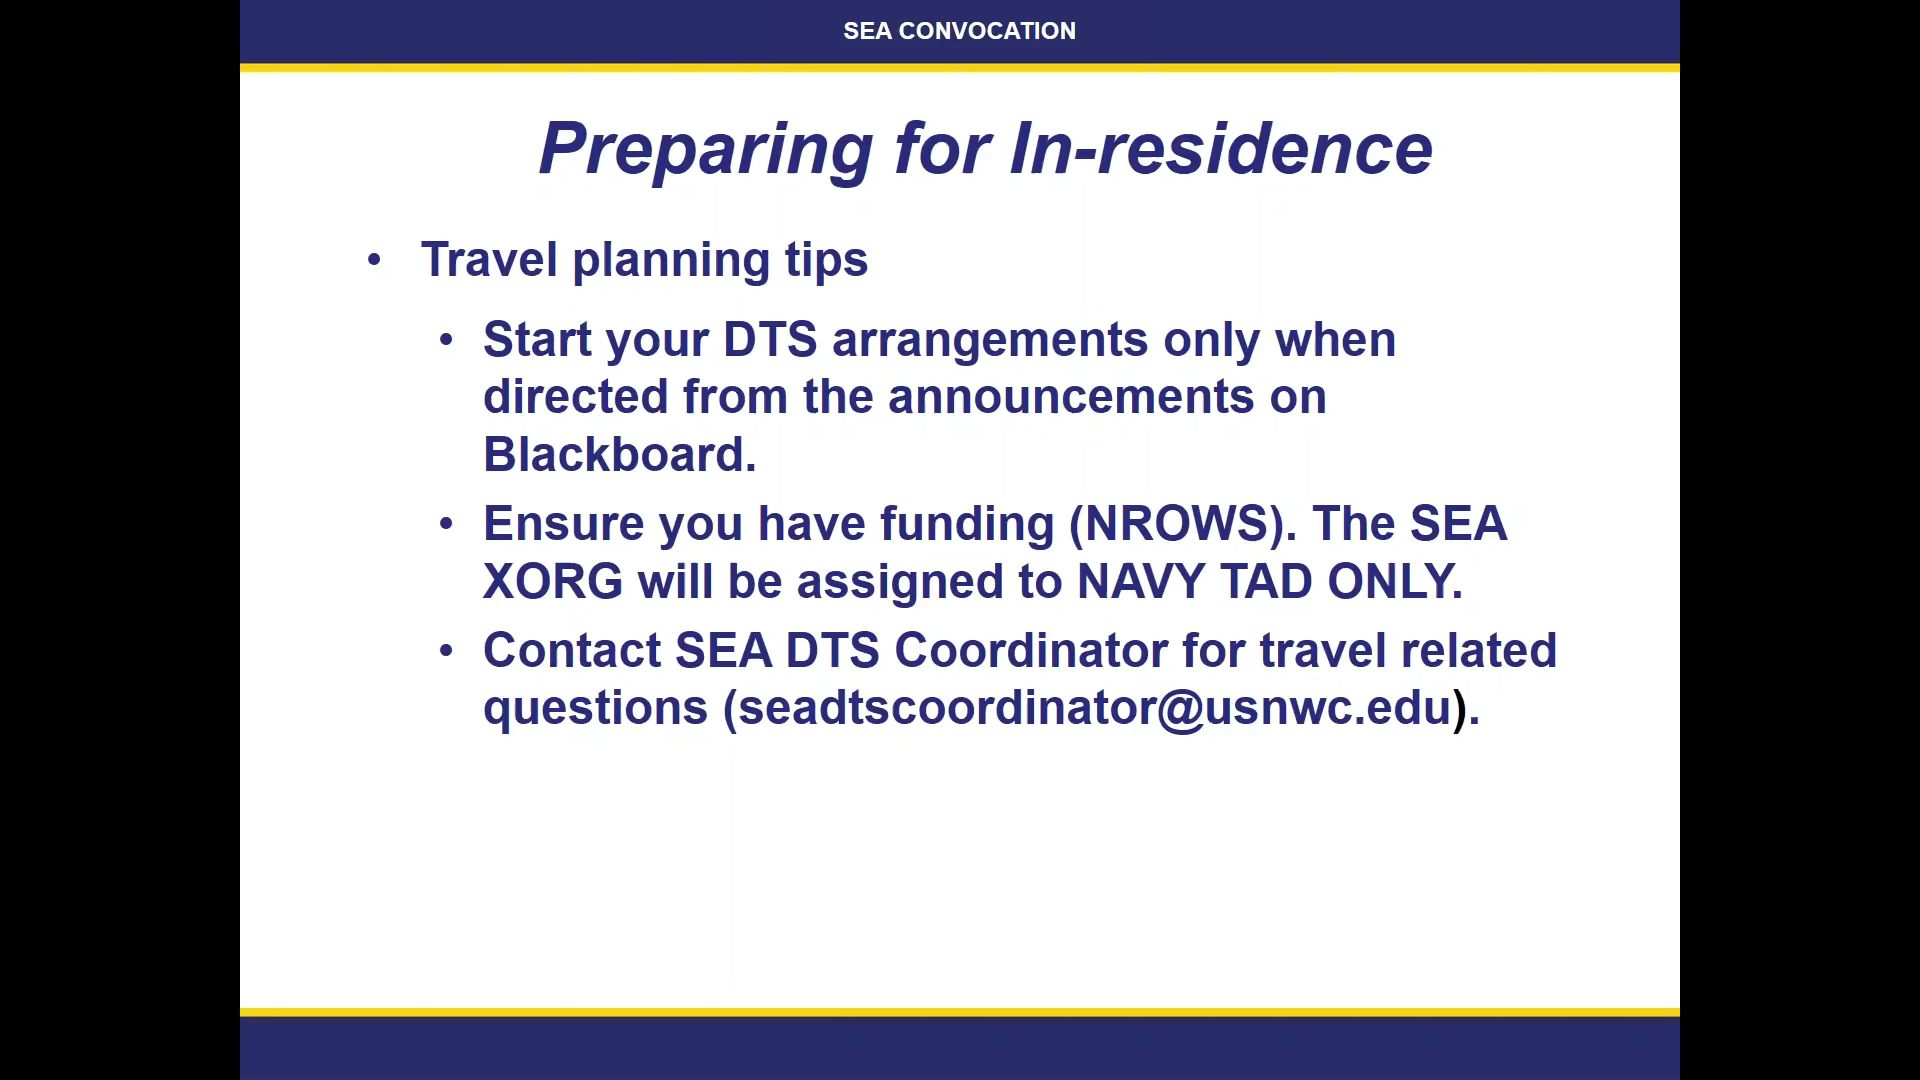 SEA CONVOCATION
Preparing for In-residence
• Travel planning tips
• Start your DTS arrangements only when
directed from the announcements on
Blackboard.
• Ensure you have funding (NROWS). The SEA
XORG will be assigned to NAVY TAD ONLY.
• Contact SEA DTS Coordinator for travel related
questions (seadtscoordinator@usnwc.edu).